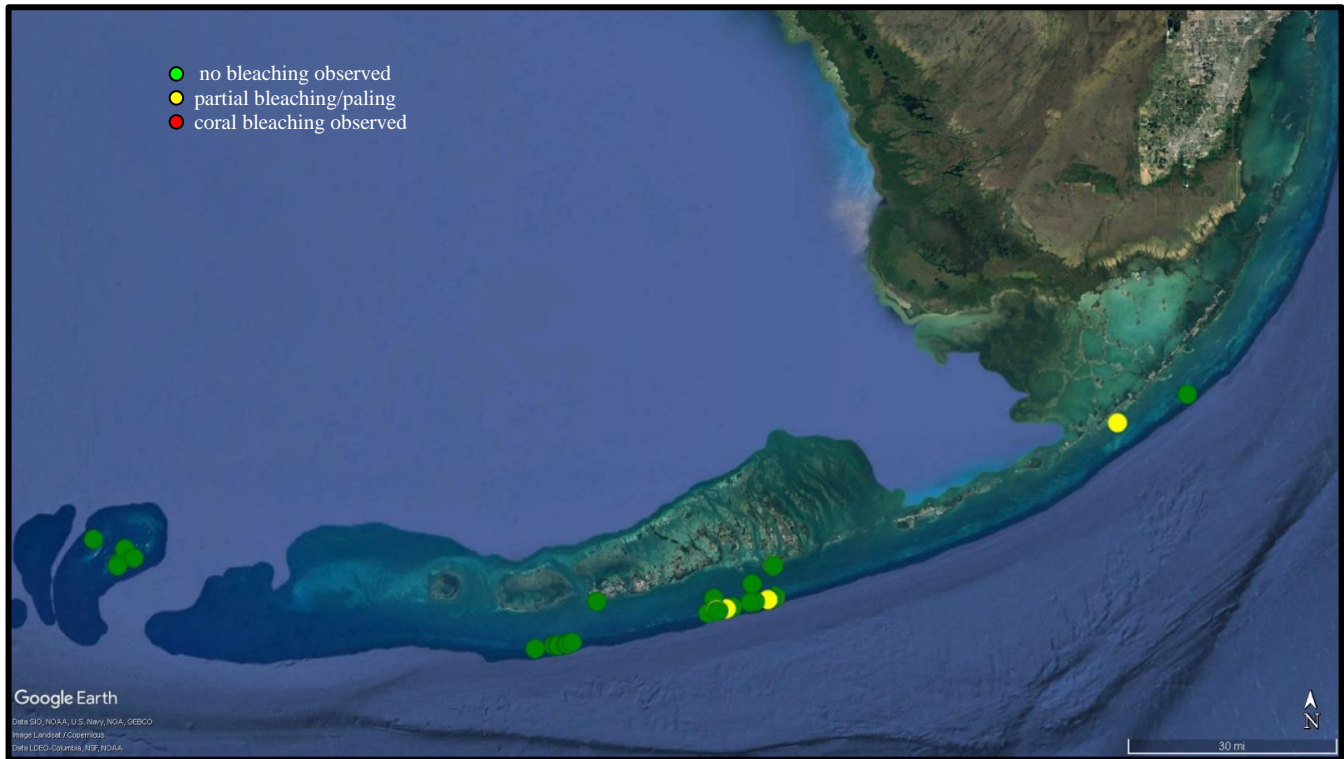 no bleaching observed
partial bleaching/paling
coral bleaching observed
Google Earth
Data SIO, NOAA, U.S. Navy, NGA, GEBCO
Image Landsat / Copernicus
Data LDEO-Columbia, NSF, NOAA
N
30 mi